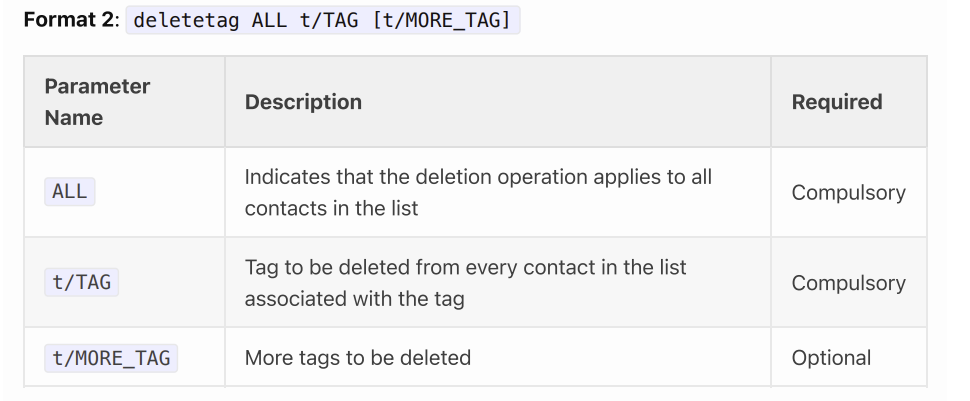 Format 2: deletetag ALL t/TAG [t/MORE_TAG]
Parameter
Name
Description
Required
ALL
Indicates that the deletion operation applies to all
contacts in the list
Compulsory
t/TAG
Tag to be deleted from every contact in the list
associated with the tag
Compulsory
t/MORE_TAG
More tags to be deleted
Optional